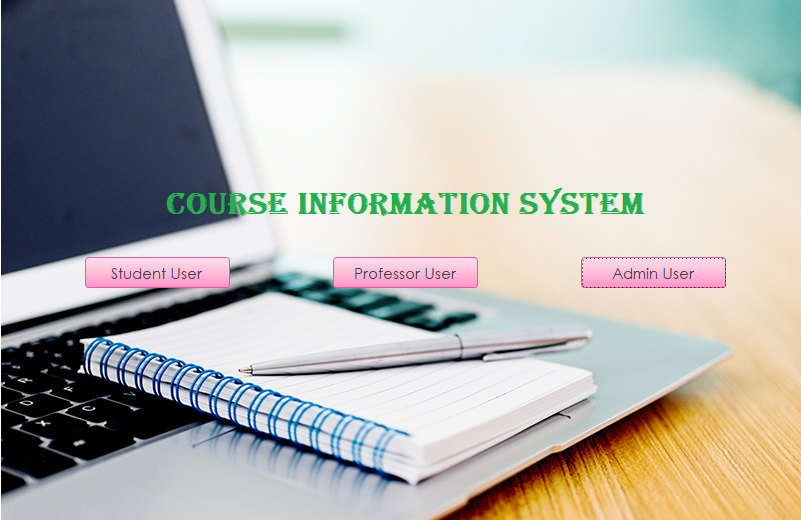 COURSE INFORMATION SYSTEM
Student User
Professor User
Admin User